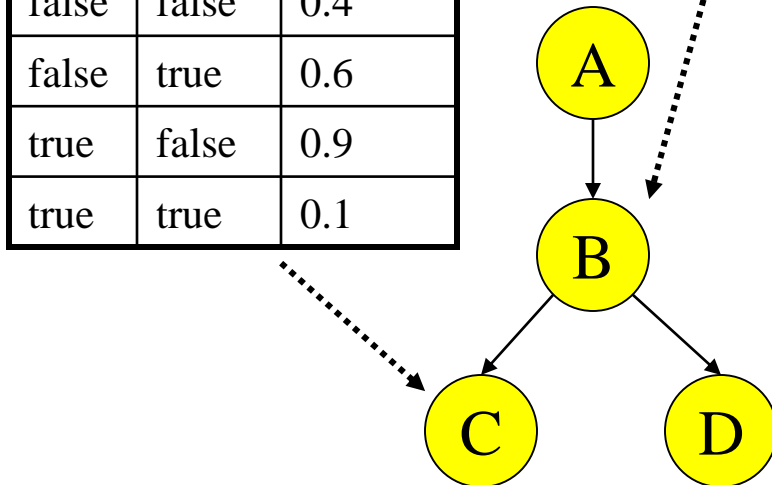 false false 0.4
false true 0.6
true false 0.9
true true 0.1
A
B
C D